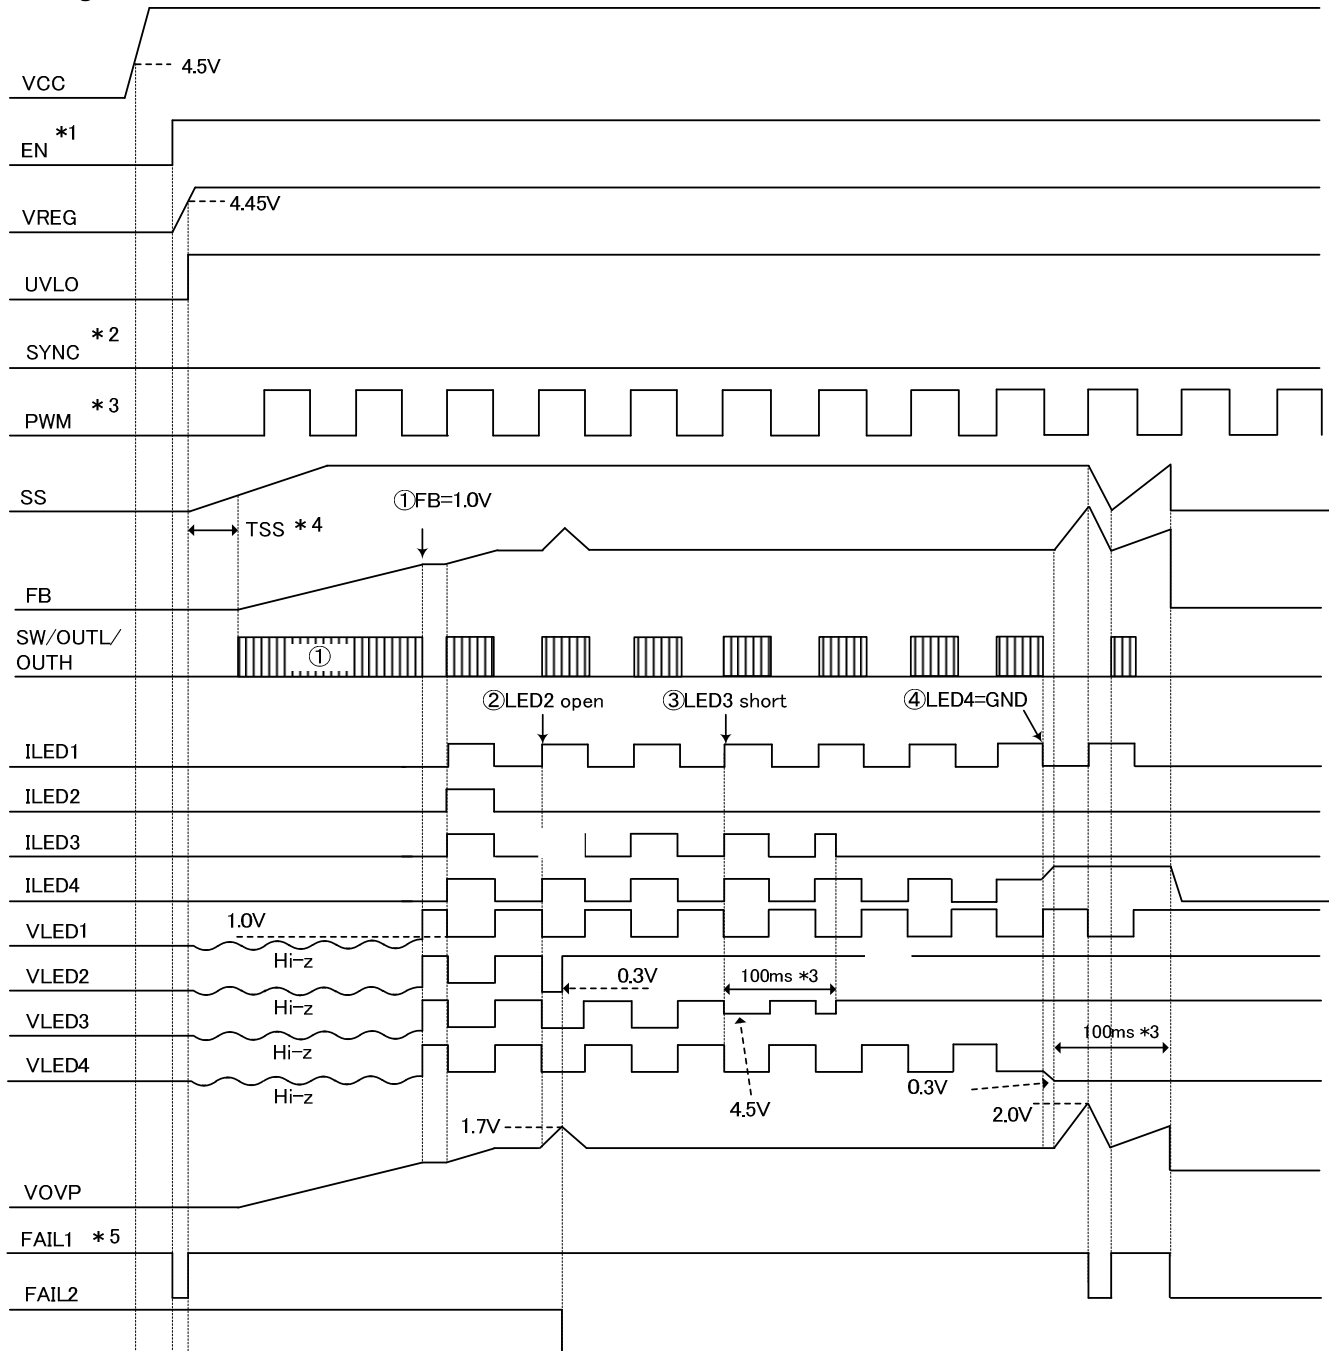 4.5V
VCC
EN *1
VREG
4.45V
UVLO
SYNC *2
PWM *3
SS
①FB=1.0V
TSS *4
FB
SW/OUTL/
OUTH
①
②LED2 open
③LED3 short
④LED4=GND
ILED1
ILED2
ILED3
ILED4
1.0V
VLED1
Hi-z
VLED2
0.3V
100ms *3
Hi-z
VLED3
Hi-z
100ms *3
VLED4
Hi-z
4.5V
0.3V
1.7V
2.0V
VOVP
FAIL1 *5
FAIL2